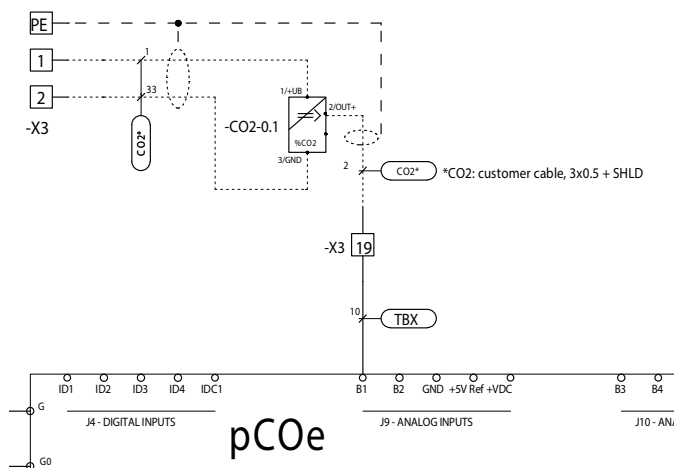 PE
1
1
2
33
-X3
CO2*
1/+UB
2/OUT+
-CO2-0.1
%CO2
3/GND
2
CO2*
*CO2: customer cable, 3x0.5 + SHLD
-X3
19
10
TBX
ID1 ID2 ID3 ID4 IDC1 B1 B2 GND +5V Ref +VDC B3 B4
G
J4 - DIGITAL INPUTS
J9 - ANALOG INPUTS
J10 - ANA
pCOe
G0